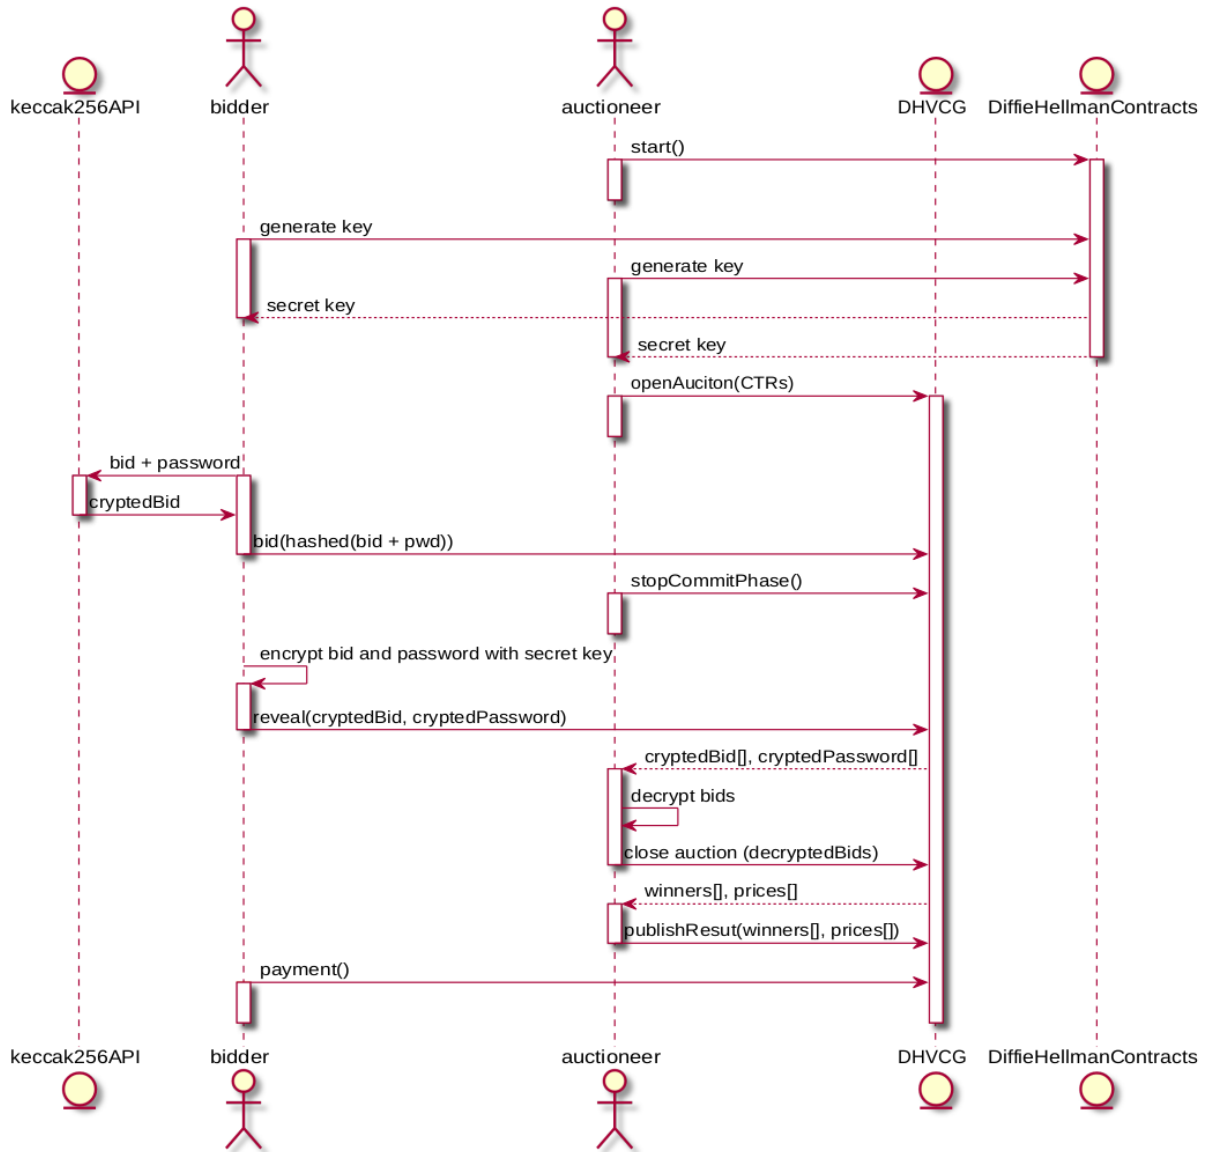 keccak256API
bidder
auctioneer
DHVCG
DiffieHellmanContracts
start()
generate key
generate key
secret key
secret key
openAuciton(CTRs)
bid + password
cryptedBid
bid(hashed(bid + pwd))
stopCommitPhase()
encrypt bid and password with secret key
reveal(cryptedBid, cryptedPassword)
cryptedBid[], cryptedPassword[]
decrypt bids
close auction (decryptedBids)
winners[], prices[]
publishResut(winners[], prices[])
payment()
keccak256API
bidder
auctioneer
DHVCG
DiffieHellmanContracts